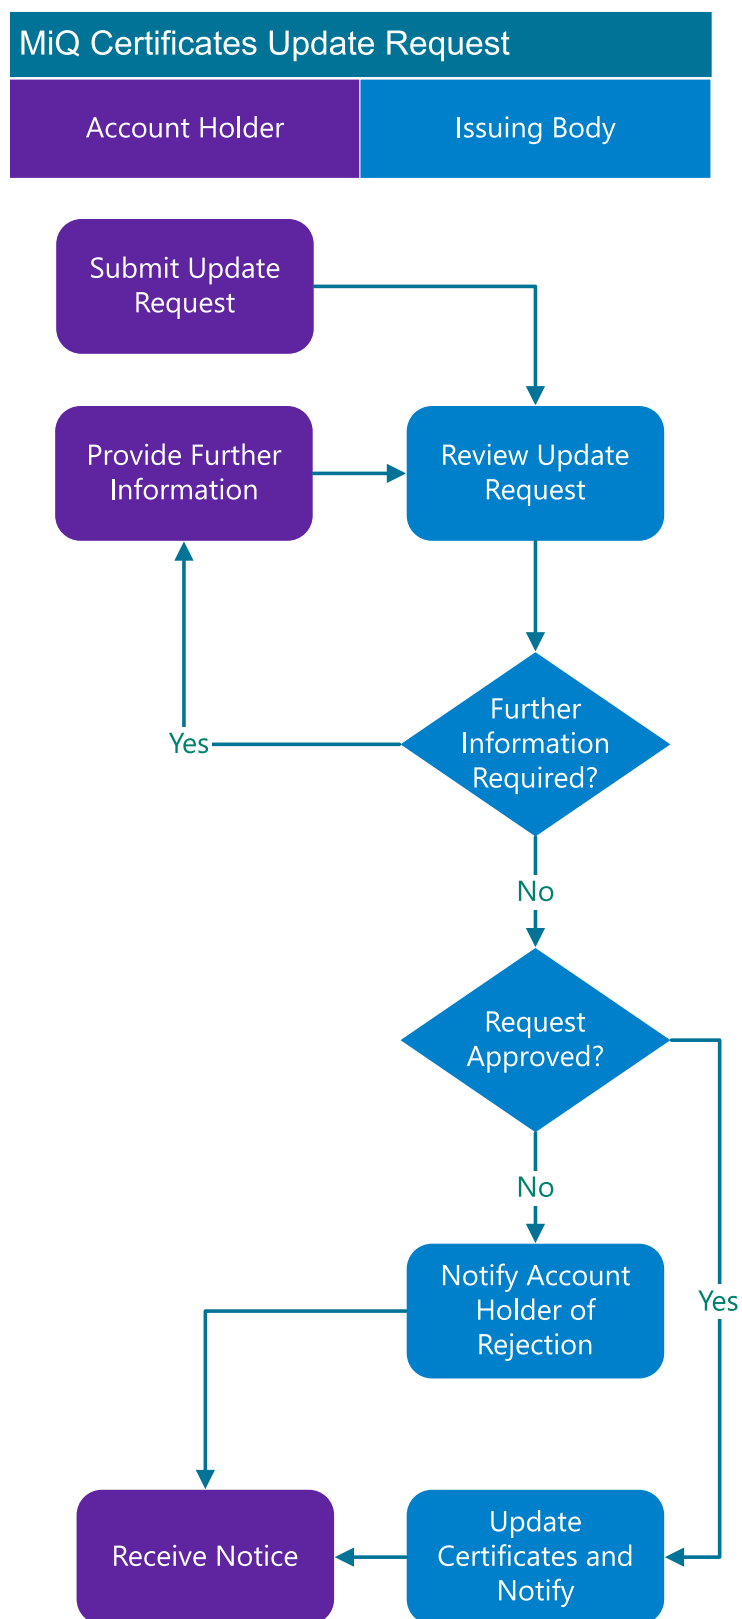 MiQ Certificates Update Request
Account Holder
Issuing Body
Submit Update
Request
Provide Further
Information
Review Update
Request
Further
Information
Required?
Yes
No
Request
Approved?
No
Yes
Notify Account
Holder of
Rejection
Receive Notice
Update
Certificates and
Notify